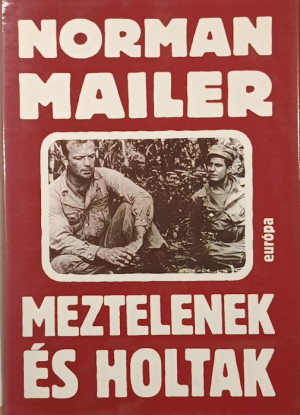 NORMAN
MAILER
európa
MEZTELENEK
ÉS HOLTAK